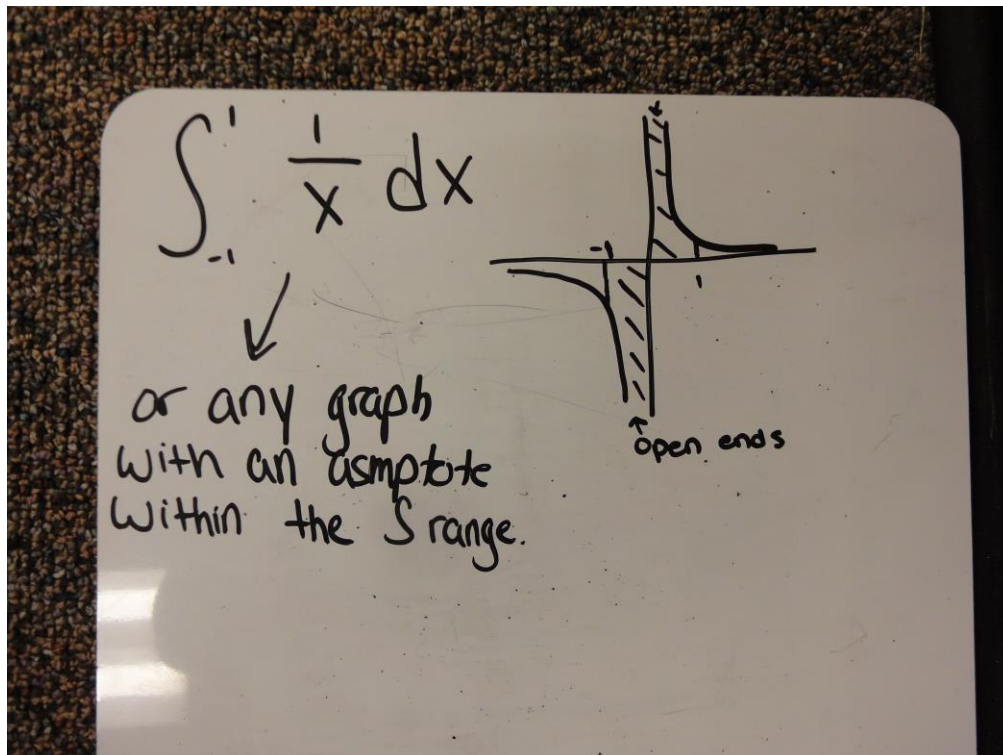 ∫₋₁¹ 1/x dx
-1
1
open ends
or any graph
with an asmptote
within the ∫ range.